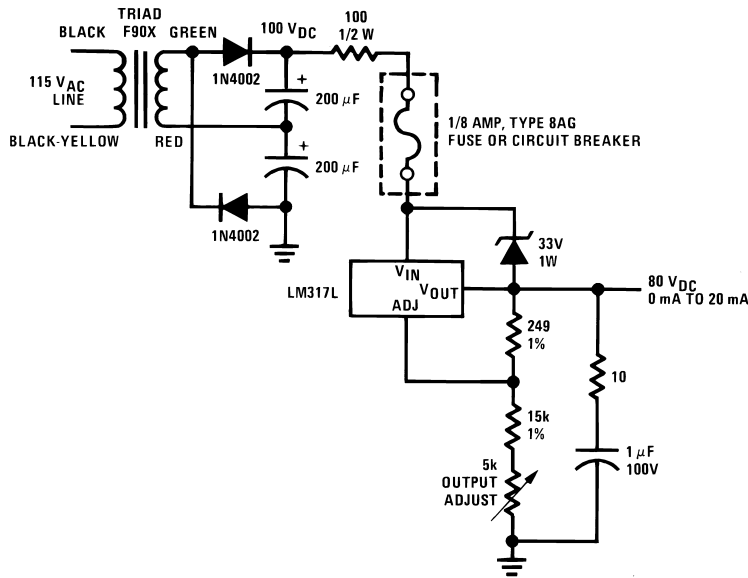 TRIAD
F90X
BLACK
GREEN
100 VDC
100
1/2 W
1N4002
+
200 μF
115 VAC
LINE
1/8 AMP, TYPE 8AG
FUSE OR CIRCUIT BREAKER
BLACK-YELLOW
RED
+
200 μF
1N4002
33V
1W
VIN
LM317L
VOUT
ADJ
80 VDC
0 mA TO 20 mA
249
1%
10
15k
1%
1 μF
100V
5k
OUTPUT
ADJUST